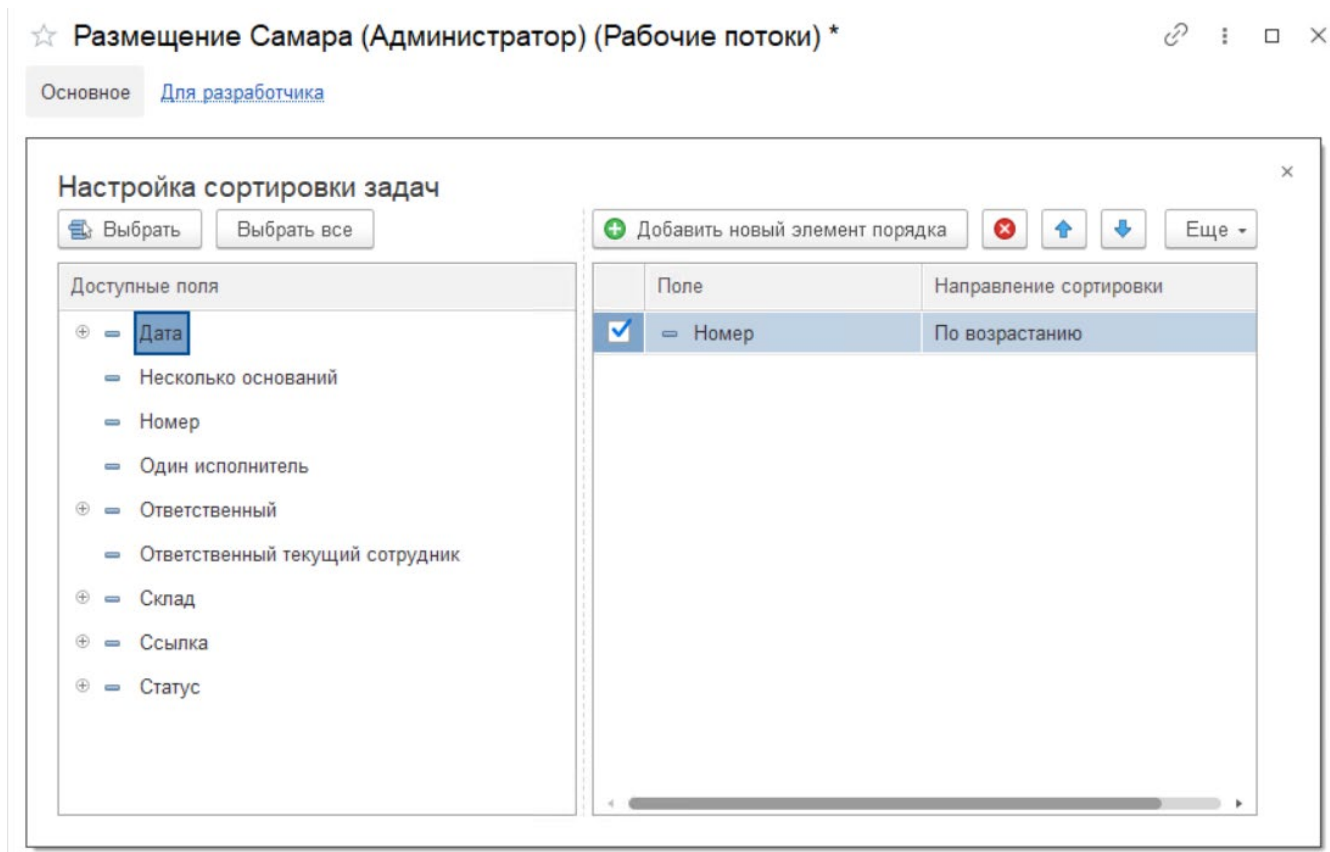 Размещение Самара (Администратор) (Рабочие потоки) *
Основное Для разработчика
Настройка сортировки задач
Выбрать Выбрать все Добавить новый элемент порядка Еще
Доступные поля Поле Направление сортировки
Дата Номер По возрастанию
Несколько оснований
Номер
Один исполнитель
Ответственный
Ответственный текущий сотрудник
Склад
Ссылка
Статус